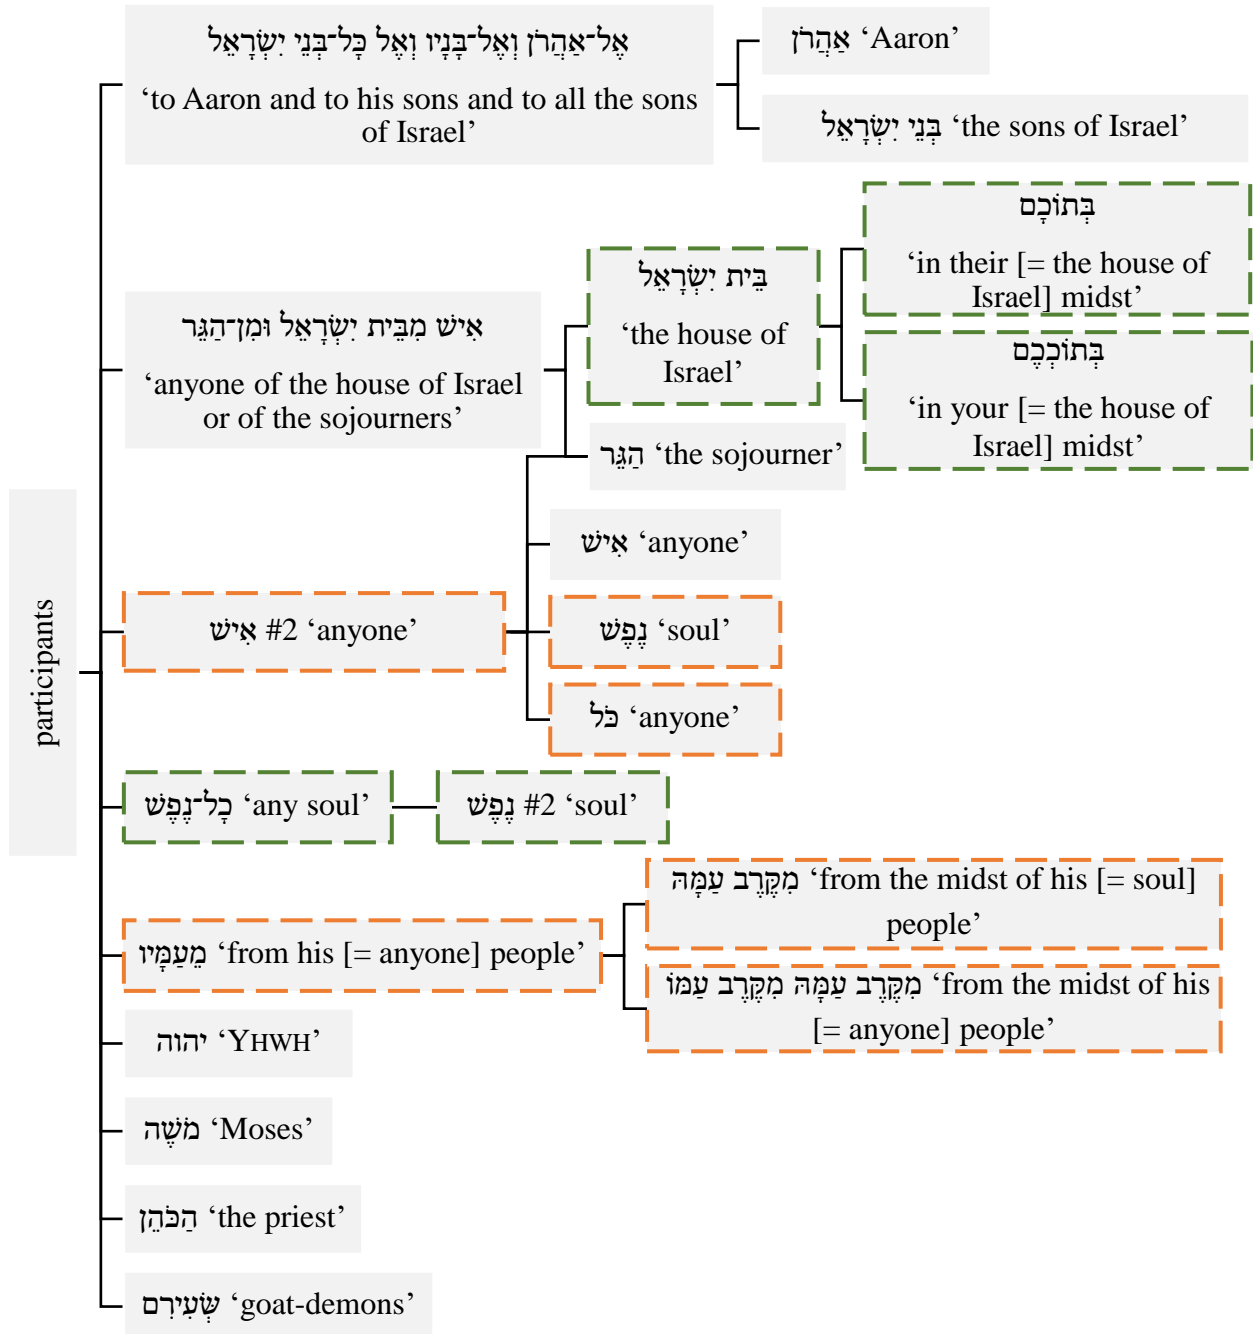 participants
אֶל־אַהֲרֹן וְאֶל־בָּנָיו וְאֶל כָּל־בְּנֵי יִשְׂרָאֵל
‘to Aaron and to his sons and to all the sons
of Israel’
אַהֲרֹן ‘Aaron’
בְּנֵי יִשְׂרָאֵל ‘the sons of Israel’
אִישׁ מִבֵּית יִשְׂרָאֵל וּמִן־הַגֵּר
‘anyone of the house of Israel
or of the sojourners’
בֵּית יִשְׂרָאֵל
‘the house of
Israel’
בְּתוֹכָם
‘in their [= the house of
Israel] midst’
בְּתוֹכְכֶם
‘in your [= the house of
Israel] midst’
הַגֵּר ‘the sojourner’
אִישׁ #2 ‘anyone’
אִישׁ ‘anyone’
נֶפֶשׁ ‘soul’
כֹּל ‘anyone’
כָל־נֶפֶשׁ ‘any soul’
נֶפֶשׁ #2 ‘soul’
מֵעַמָּיו ‘from his [= anyone] people’
מִקֶּרֶב עַמָּהּ ‘from the midst of his [= soul]
people’
מִקֶּרֶב עַמָּהּ מִקֶּרֶב עַמּוֹ ‘from the midst of his
[= anyone] people’
יהוה ‘YHWH’
מֹשֶׁה ‘Moses’
הַכֹּהֵן ‘the priest’
שְּׂעִירִם ‘goat-demons’